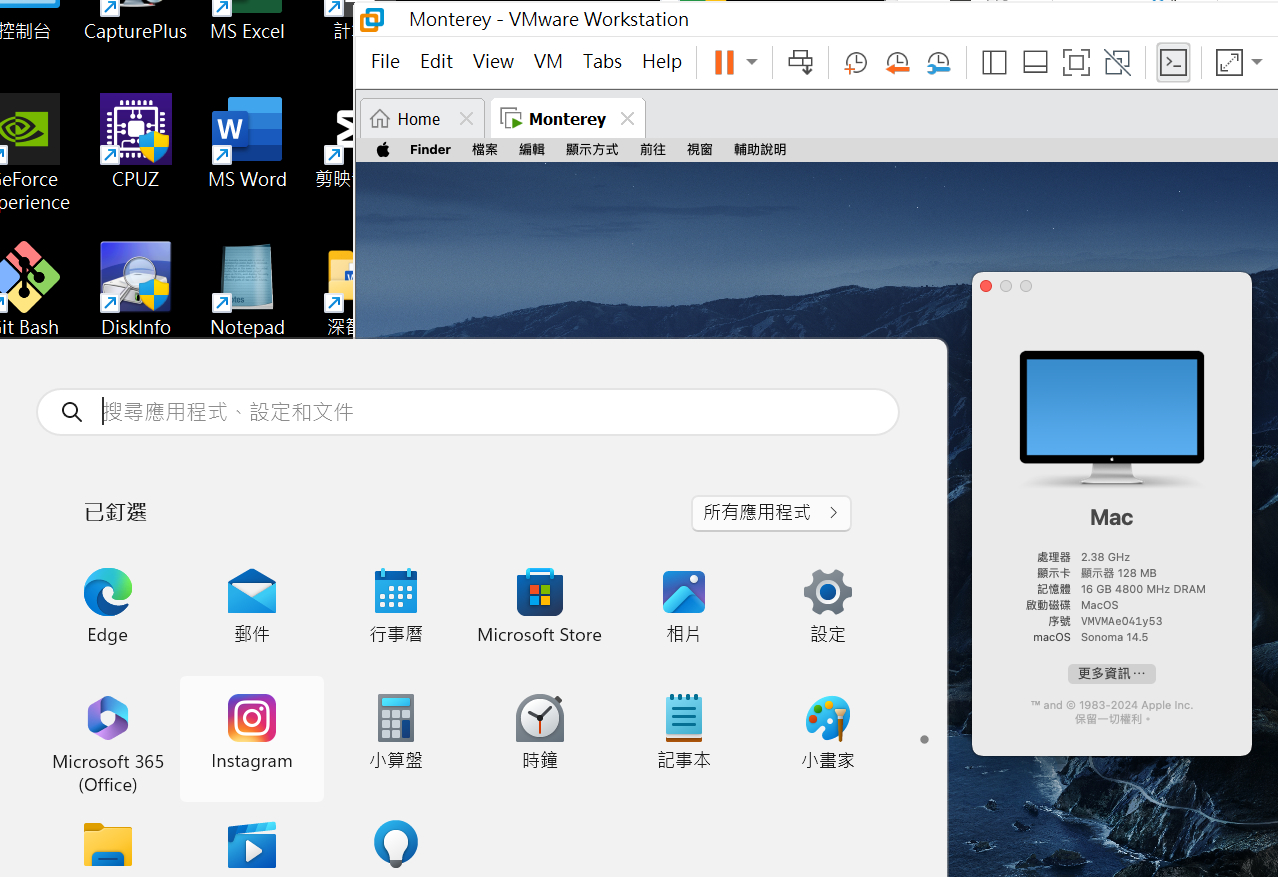 Monterey - VMware Workstation
File Edit View VM Tabs Help
Home
Monterey
Finder 檔案 編輯 顯示方式 前往 視窗 輔助說明
控制台
CapturePlus
MS Excel
CPUZ
MS Word
剪映
DiskInfo
Notepad
Notes
搜尋應用程式、設定和文件
已釘選
所有應用程式
Edge
郵件
行事曆
Microsoft Store
相片
設定
Microsoft 365
(Office)
Instagram
小算盤
時鐘
記事本
小畫家
Mac
處理器 2.38 GHz
顯示卡 顯示器 128 MB
記憶體 16 GB 4800 MHz DRAM
啟動磁碟 MacOS
序號 VMVMAe041y53
macOS Sonoma 14.5
更多資訊⋯
™ and © 1983-2024 Apple Inc.
保留一切權利。